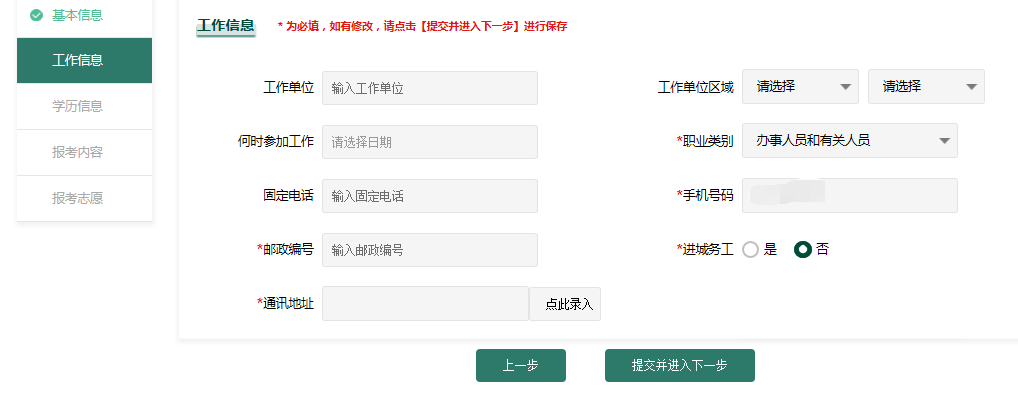 基本信息
工作信息
学历信息
报考内容
报考志愿
工作信息 * 为必填，如有修改，请点击【提交并进入下一步】进行保存
工作单位 输入工作单位 工作单位区域 请选择 请选择
何时参加工作 请选择日期 *职业类别 办事人员和有关人员
固定电话 输入固定电话 *手机号码
*邮政编号 输入邮政编号 *进城务工 是 否
*通讯地址 点此录入
上一步 提交并进入下一步